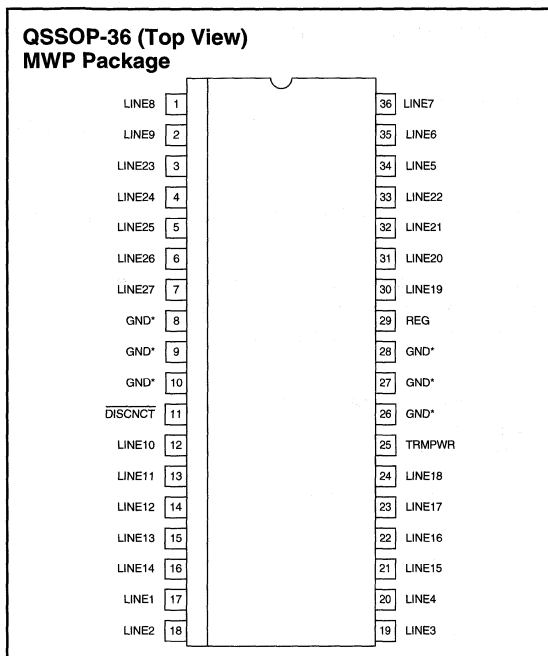 QSSOP-36 (Top View)
MWP Package
LINE8 1 36 LINE7
LINE9 2 35 LINE6
LINE23 3 34 LINE5
LINE24 4 33 LINE22
LINE25 5 32 LINE21
LINE26 6 31 LINE20
LINE27 7 30 LINE19
GND* 8 29 REG
GND* 9 28 GND*
GND* 10 27 GND*
DISCNCT 11 26 GND*
LINE10 12 25 TRMPWR
LINE11 13 24 LINE18
LINE12 14 23 LINE17
LINE13 15 22 LINE16
LINE14 16 21 LINE15
LINE1 17 20 LINE4
LINE2 18 19 LINE3